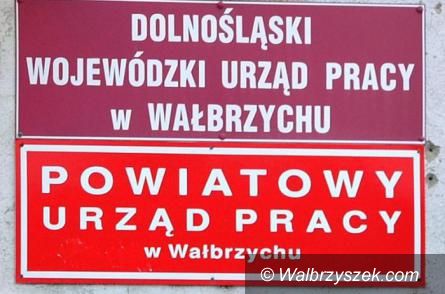 DOLNOŚLĄSKI
WOJEWÓDZKI URZĄD PRACY
w WAŁBRZYCHU
POWIATOWY
URZĄD PRACY
w Wałbrzychu
© Walbrzyszek.com